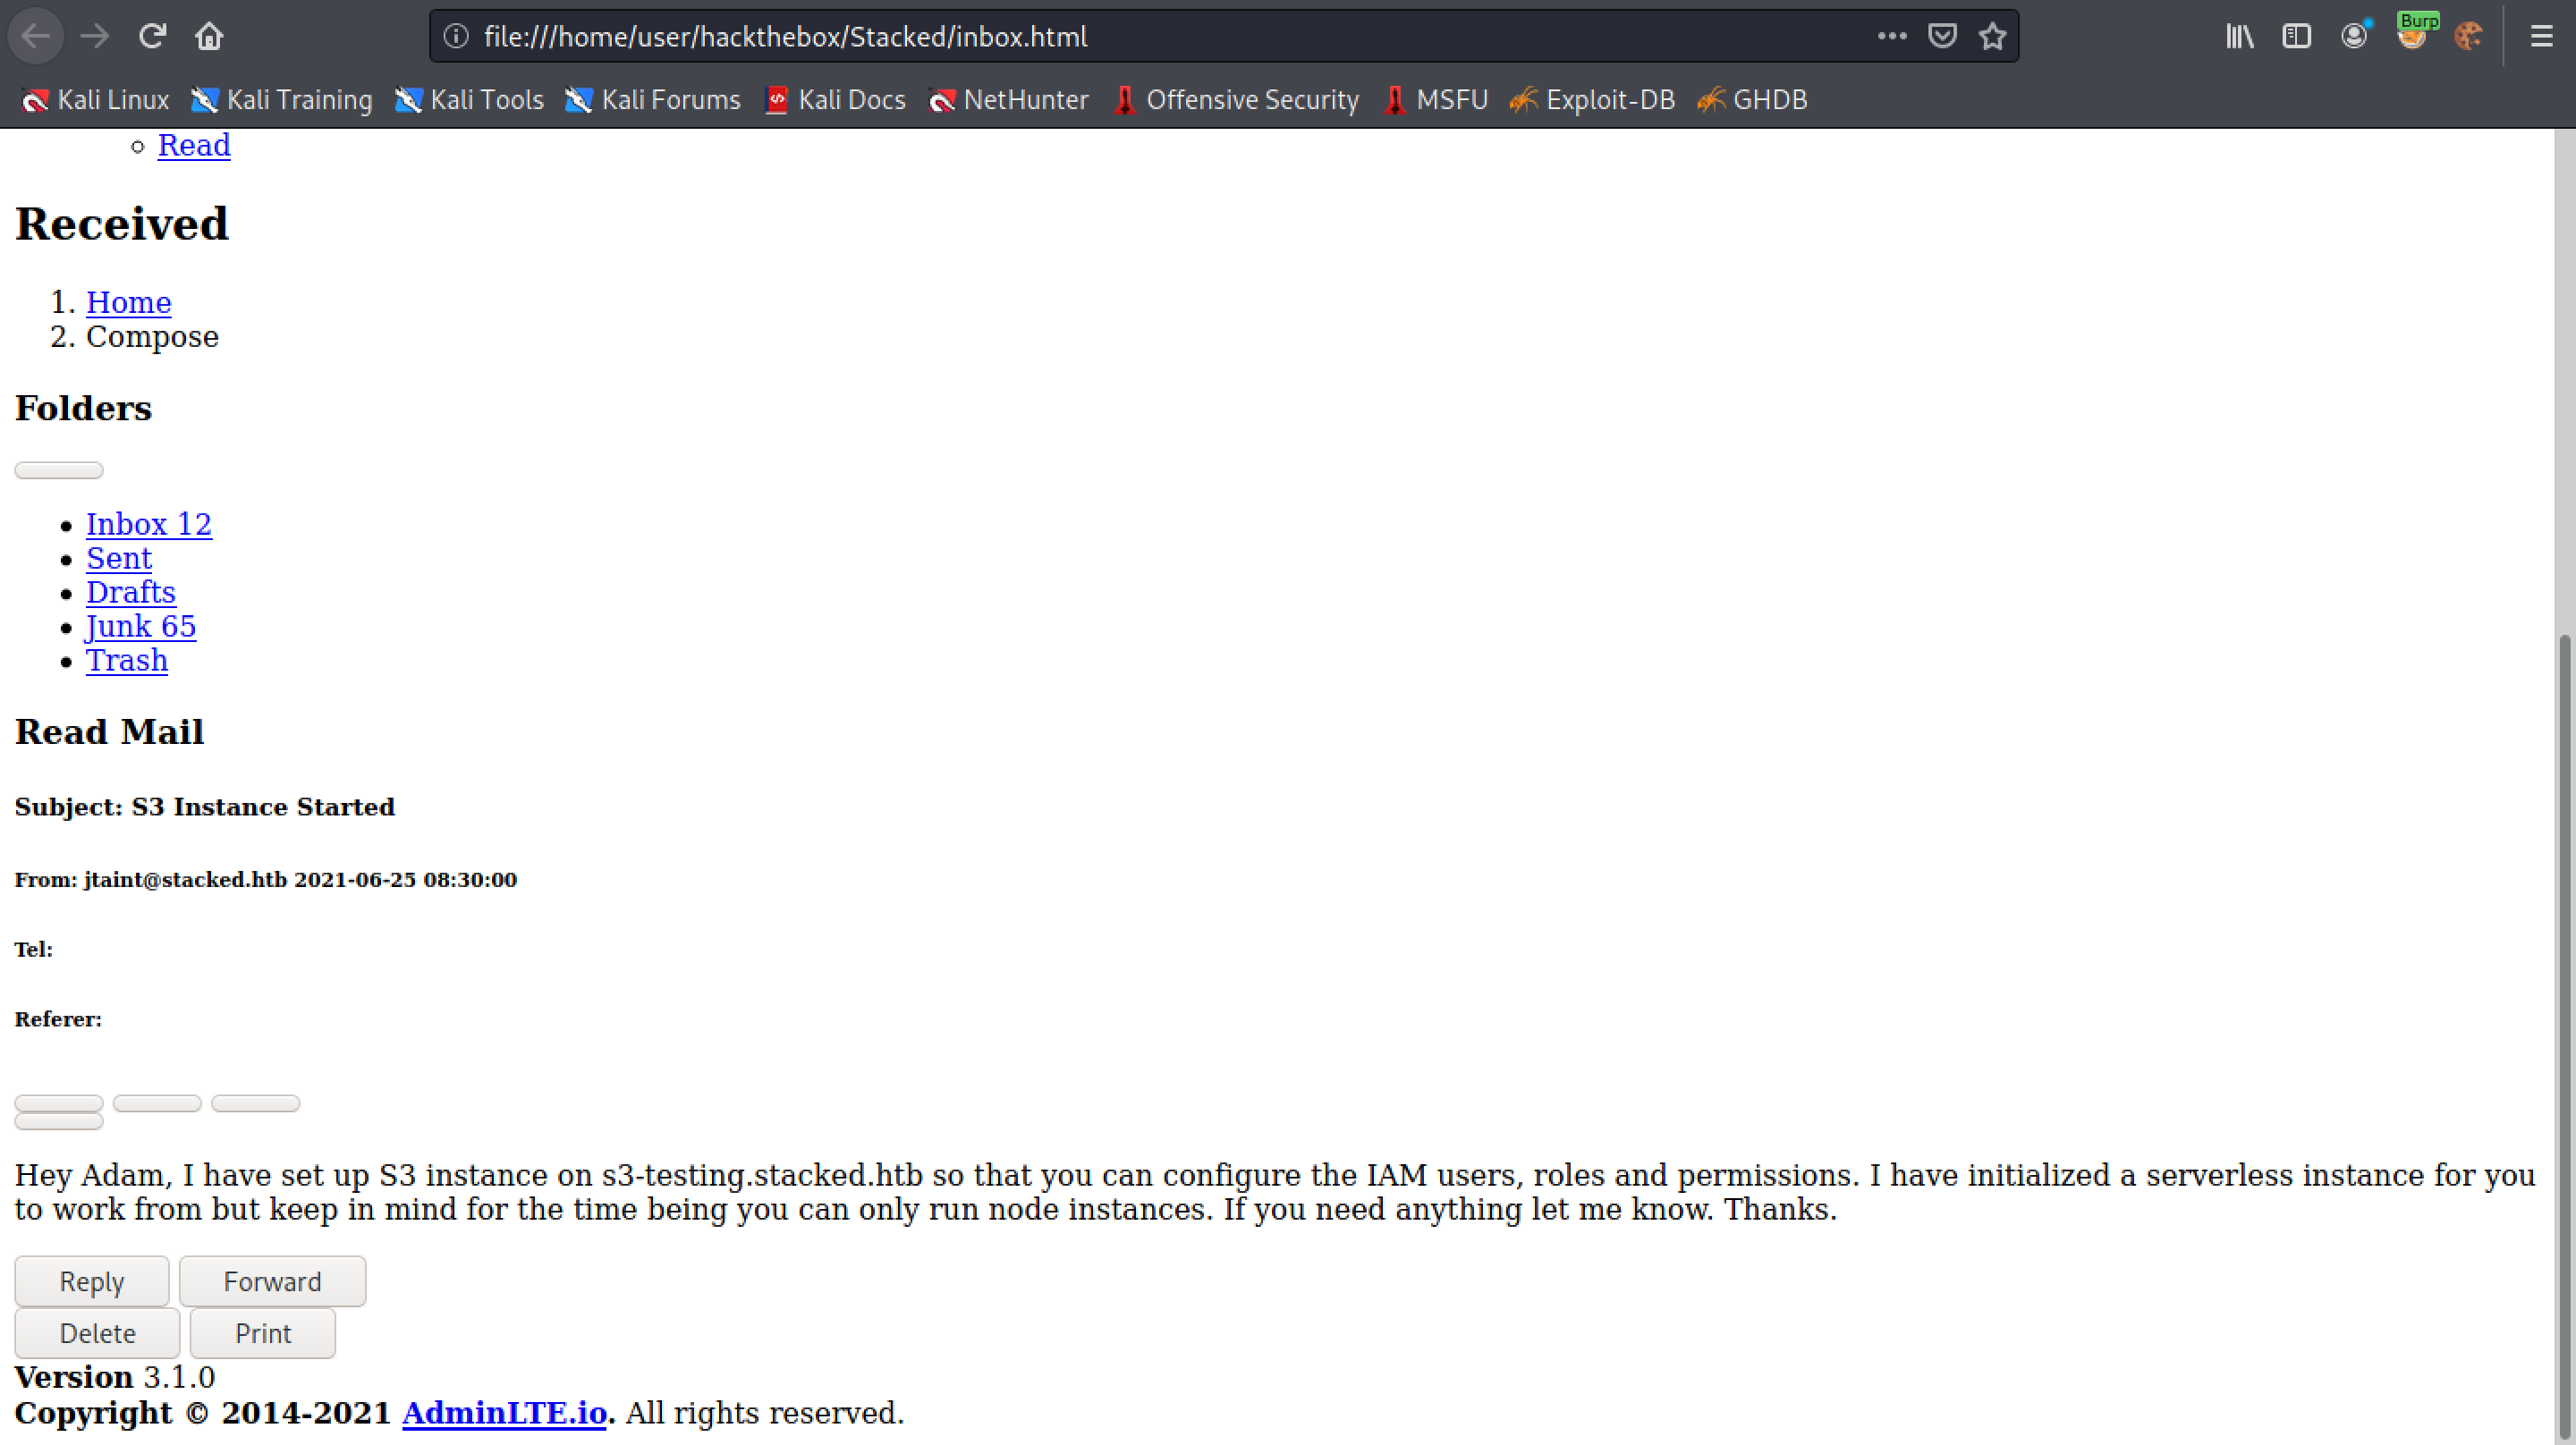 file:///home/user/hackthebox/Stacked/inbox.html
Burp
Kali Linux Kali Training Kali Tools Kali Forums Kali Docs NetHunter Offensive Security MSFU Exploit-DB GHDB
Read
Received
1. Home
2. Compose
Folders
Inbox 12
Sent
Drafts
Junk 65
Trash
Read Mail
Subject: S3 Instance Started
From: jtaint@stacked.htb 2021-06-25 08:30:00
Tel:
Referer:
Hey Adam, I have set up S3 instance on s3-testing.stacked.htb so that you can configure the IAM users, roles and permissions. I have initialized a serverless instance for you
to work from but keep in mind for the time being you can only run node instances. If you need anything let me know. Thanks.
Reply Forward
Delete Print
Version 3.1.0
Copyright © 2014-2021 AdminLTE.io. All rights reserved.